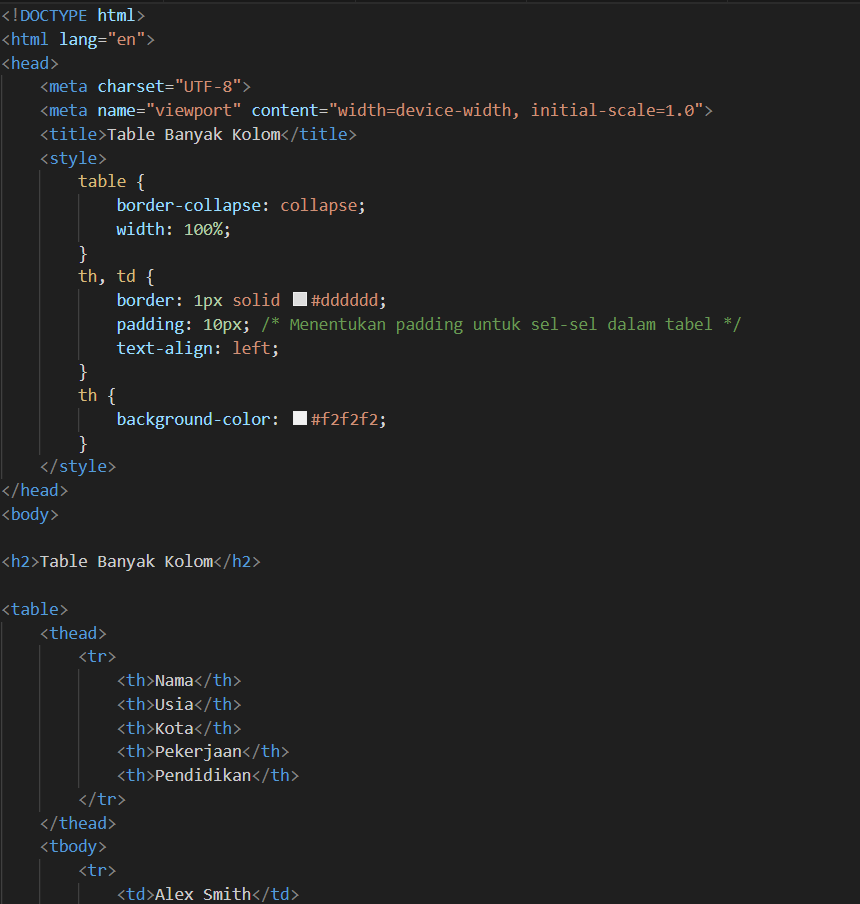 <!DOCTYPE html>
<html lang="en">
<head>
    <meta charset="UTF-8">
    <meta name="viewport" content="width=device-width, initial-scale=1.0">
    <title>Table Banyak Kolom</title>
    <style>
        table {
            border-collapse: collapse;
            width: 100%;
        }
        th, td {
            border: 1px solid #dddddd;
            padding: 10px; /* Menentukan padding untuk sel-sel dalam tabel */
            text-align: left;
        }
        th {
            background-color: #f2f2f2;
        }
    </style>
</head>
<body>

<h2>Table Banyak Kolom</h2>

<table>
    <thead>
        <tr>
            <th>Nama</th>
            <th>Usia</th>
            <th>Kota</th>
            <th>Pekerjaan</th>
            <th>Pendidikan</th>
        </tr>
    </thead>
    <tbody>
        <tr>
            <td>Alex Smith</td>